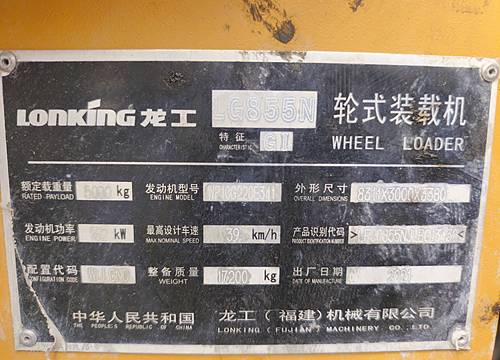 LONKING 龙工 LG855N 轮式装载机
特征 WHEEL LOADER
CHARACTERISTIC
额定载重量 5000 kg 发动机型号 外形尺寸
RATED PAYLOAD ENGINE MODEL OVERALL DIMENSIONS
发动机功率 kW 最高设计车速 39 km/h 产品识别代码
ENGINE POWER MAX NOMINAL SPEED PRODUCT IDENTIFICATION NUMBER
配置代码 整备质量 17200 kg 出厂日期
CONFIGURATION CODE WEIGHT DATE OF MANUFACTURE
中华人民共和国 龙工(福建)机械有限公司
THE PEOPLE'S REPUBLIC OF CHINA LONKING (FUJIAN) MACHINERY CO.,LTD.